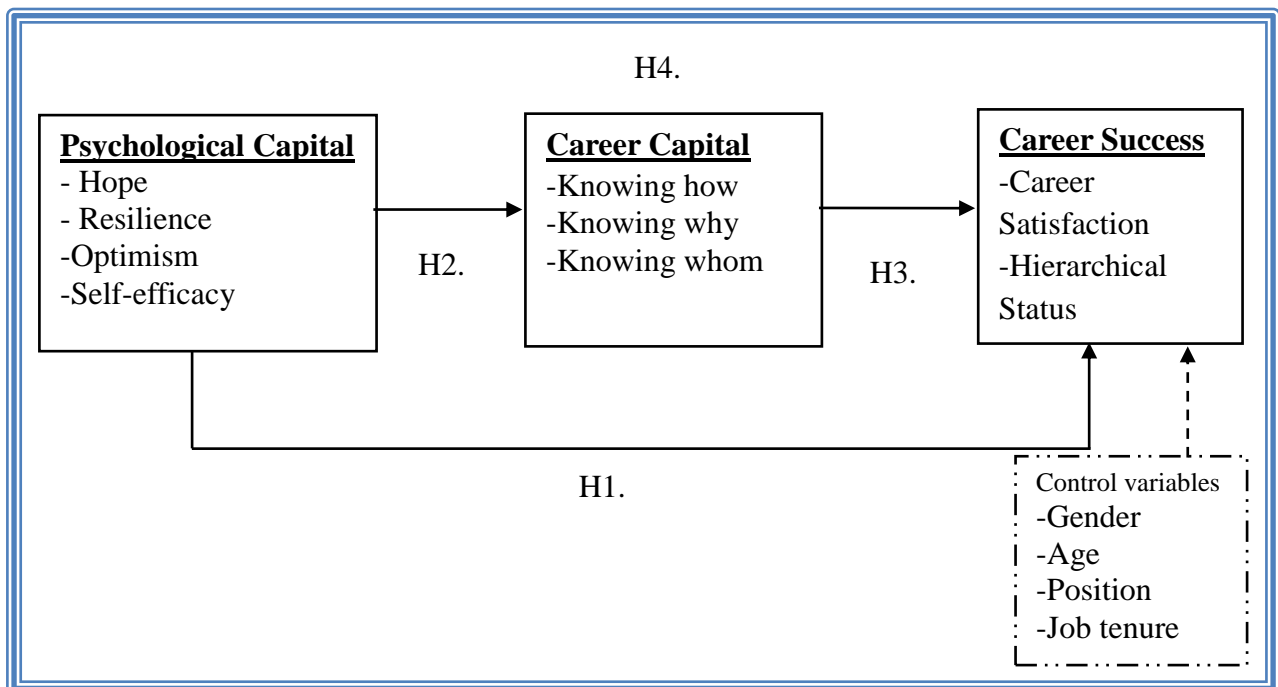 H4.
Psychological Capital
- Hope
- Resilience
-Optimism
-Self-efficacy
H2.
Career Capital
-Knowing how
-Knowing why
-Knowing whom
H3.
Career Success
-Career
Satisfaction
-Hierarchical
Status
H1.
Control variables
-Gender
-Age
-Position
-Job tenure